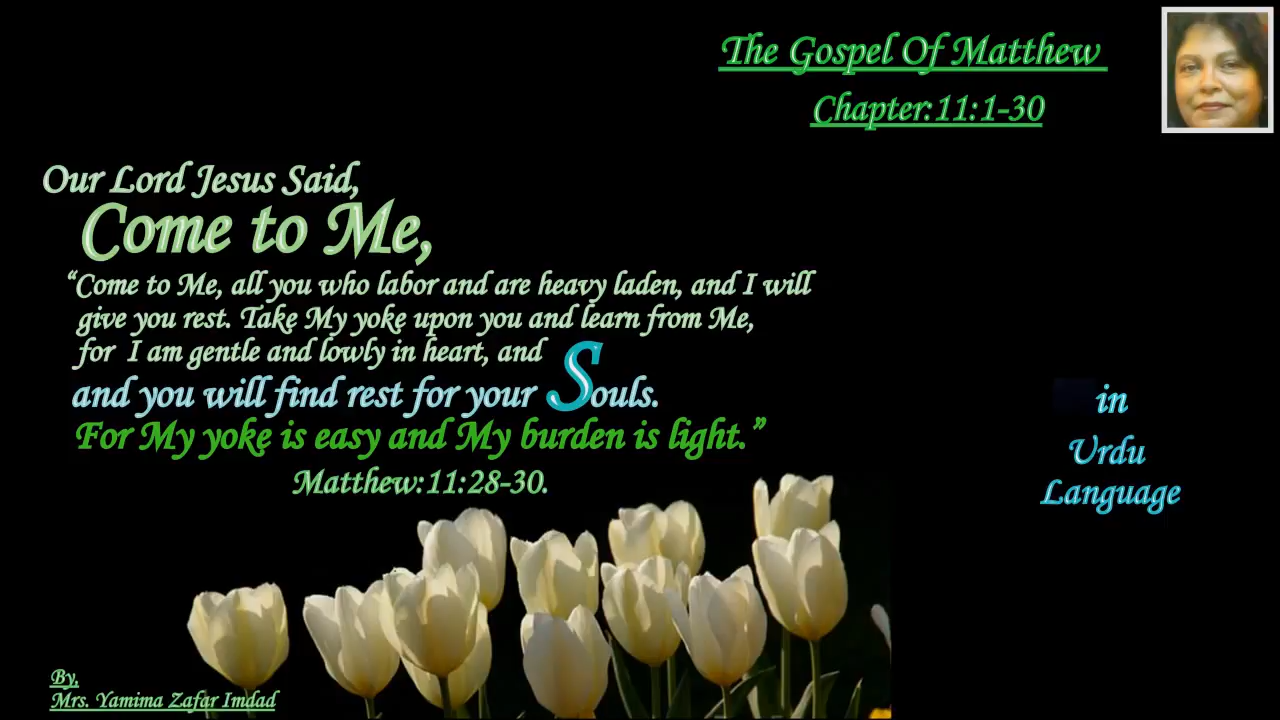 The Gospel Of Matthew
Chapter:11:1-30
Our Lord Jesus Said,
Come to Me,
“Come to Me, all you who labor and are heavy laden, and I will
give you rest. Take My yoke upon you and learn from Me,
for I am gentle and lowly in heart, and
and you will find rest for your Souls.
For My yoke is easy and My burden is light.”
Matthew:11:28-30.
in
Urdu
Language
By,
Mrs. Yamima Zafar Imdad